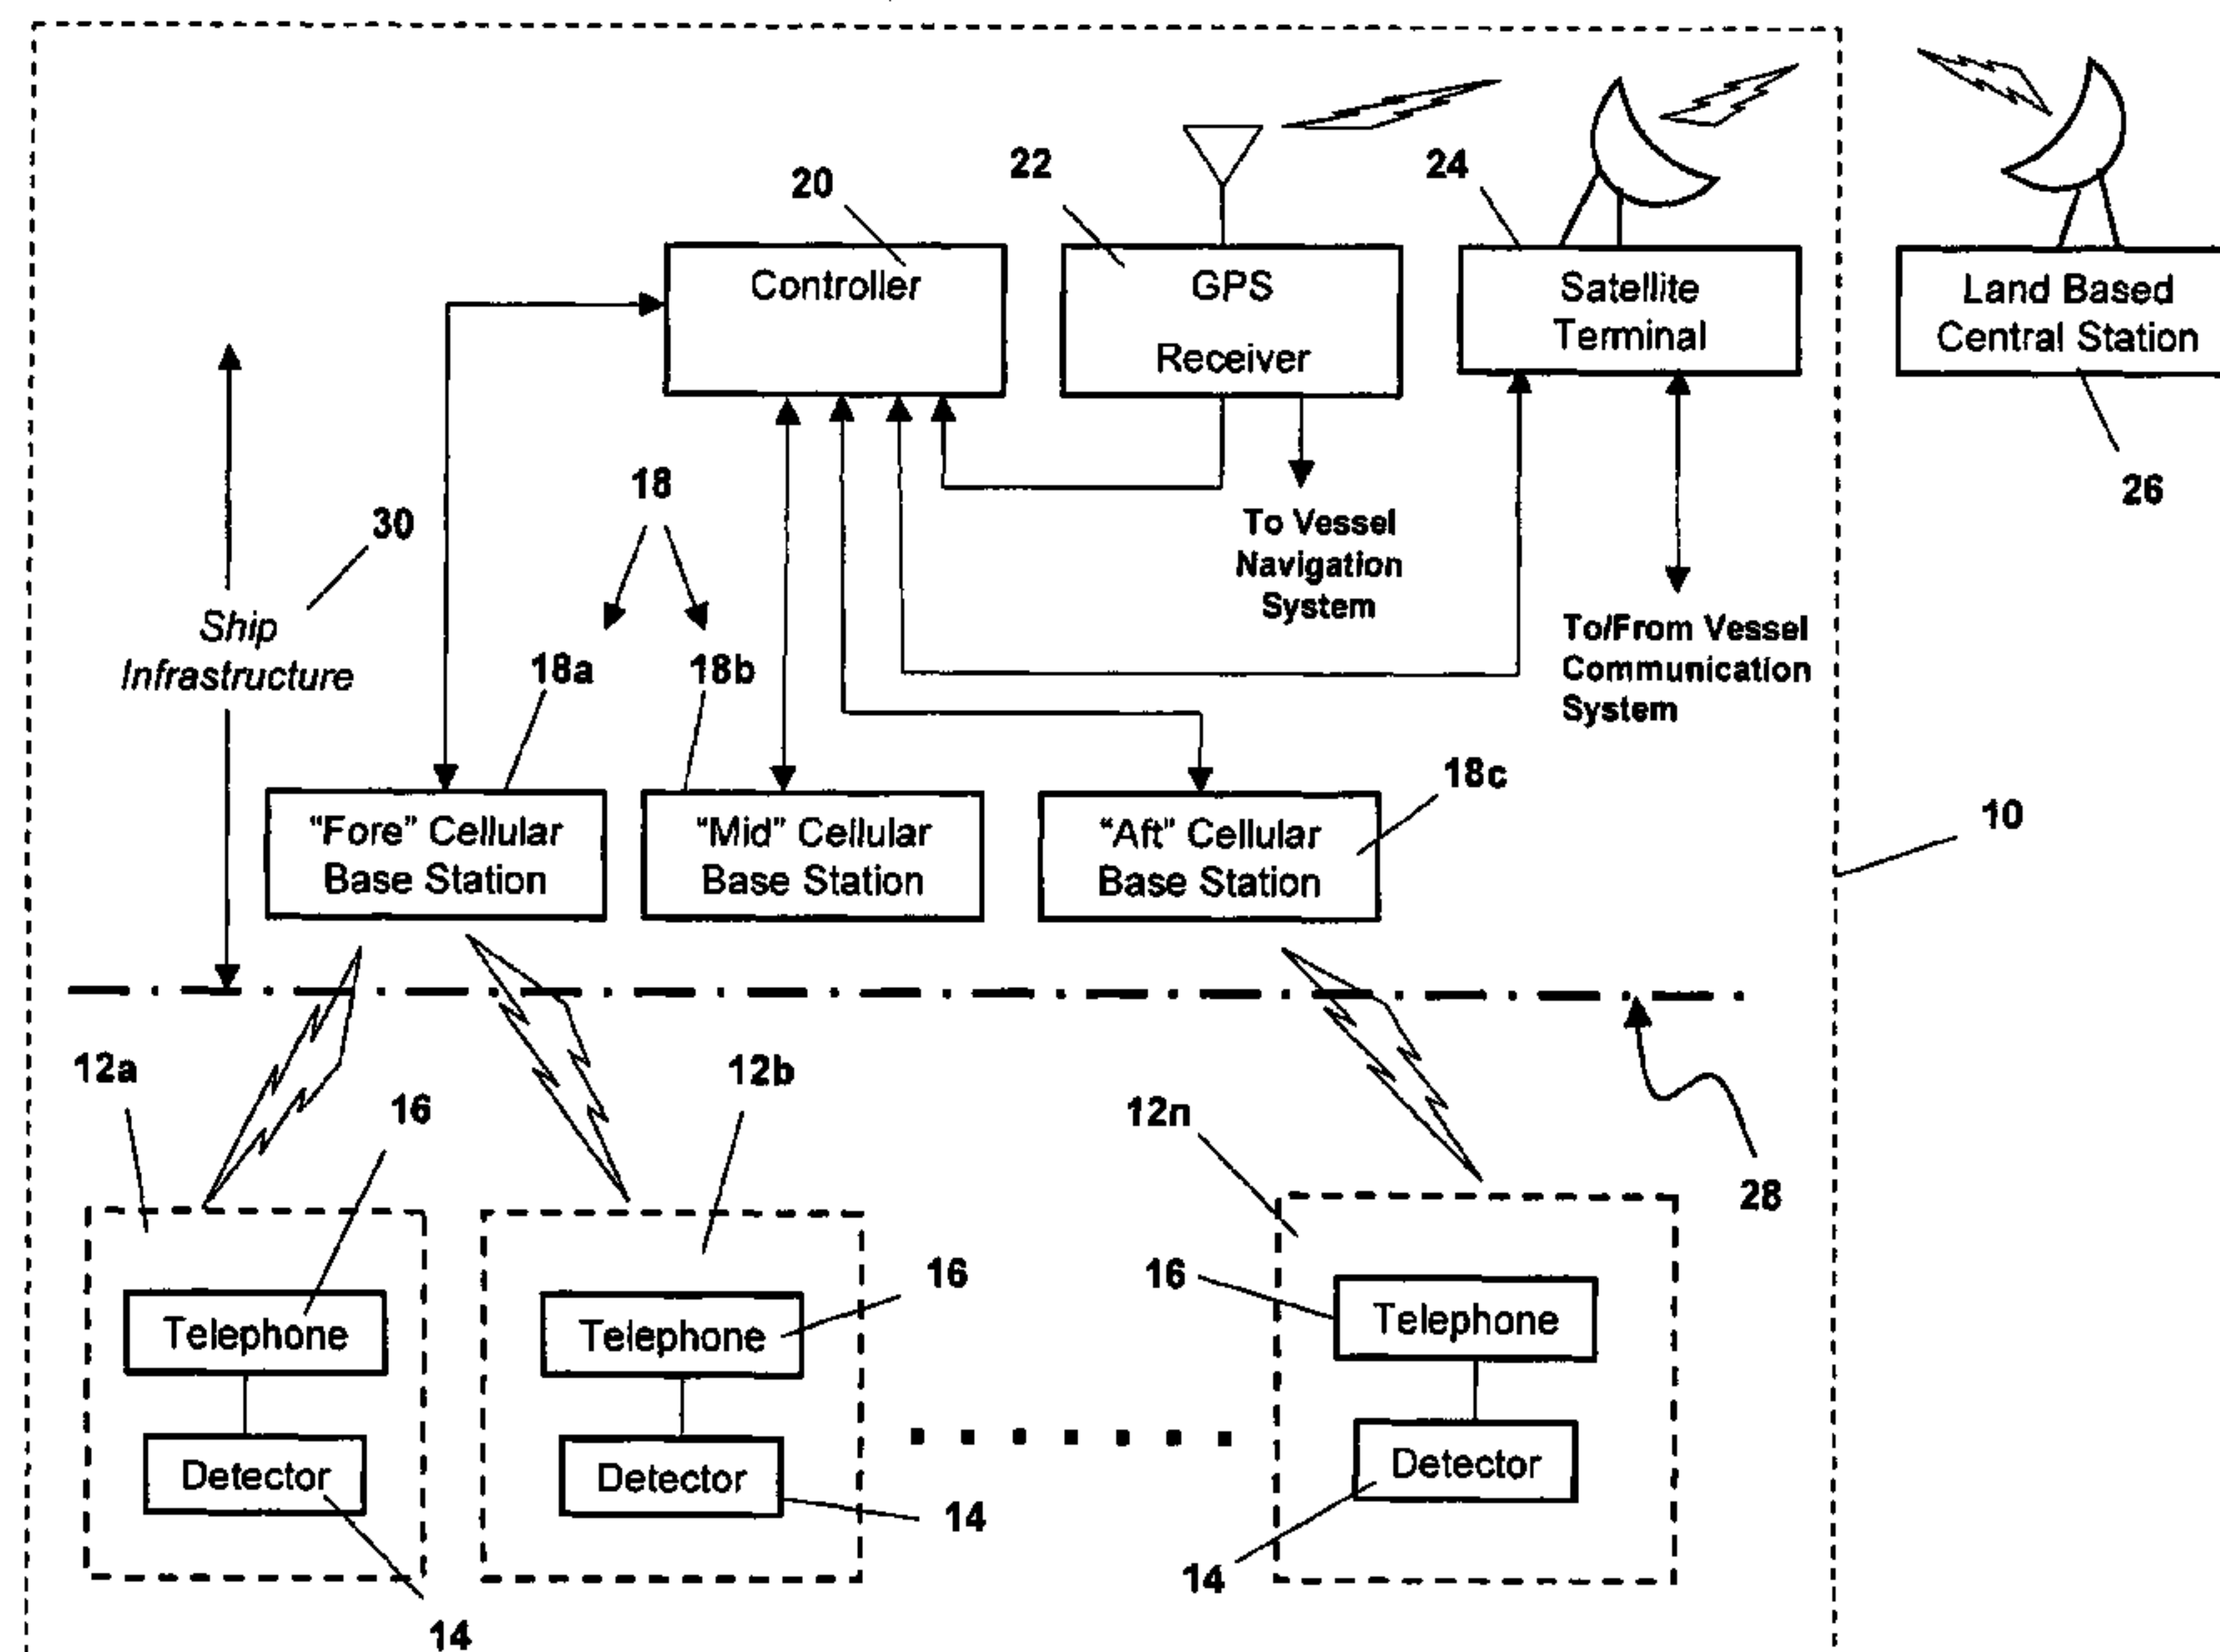 20
22
24
Controller
GPS
Receiver
Satellite
Terminal
Land Based
Central Station
26
18
30
To Vessel
Navigation
System
Ship
Infrastructure
18a
18b
To/From Vessel
Communication
System
18c
10
"Fore" Cellular
Base Station
"Mid" Cellular
Base Station
"Aft" Cellular
Base Station
12a
16
12b
12n
28
16
16
Telephone
Telephone
Telephone
Detector
Detector
Detector
14
14
14